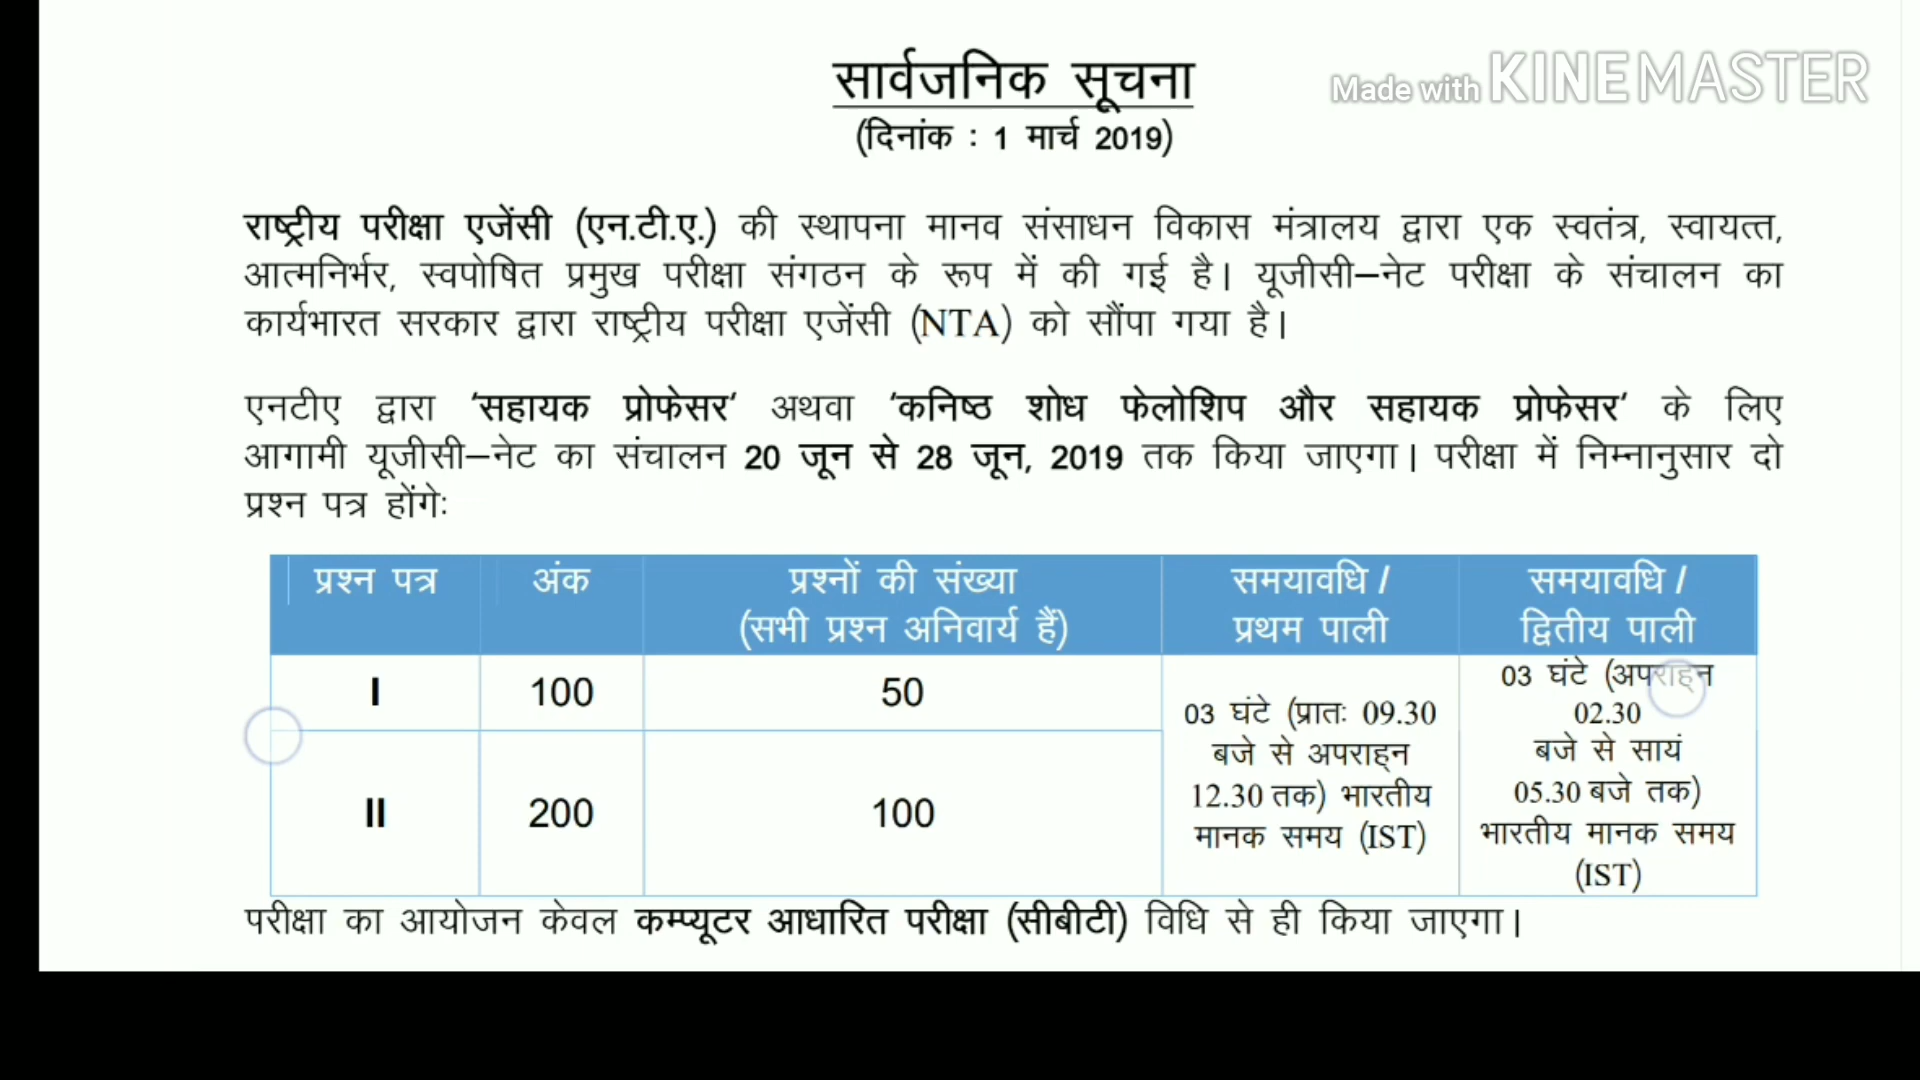 सार्वजनिक सूचना
Made with KINEMASTER
(दिनांक : 1 मार्च 2019)
राष्ट्रीय परीक्षा एजेंसी (एन.टी.ए.) की स्थापना मानव संसाधन विकास मंत्रालय द्वारा एक स्वतंत्र, स्वायत्त,
आत्मनिर्भर, स्वपोषित प्रमुख परीक्षा संगठन के रूप में की गई है। यूजीसी–नेट परीक्षा के संचालन का
कार्यभारत सरकार द्वारा राष्ट्रीय परीक्षा एजेंसी (NTA) को सौंपा गया है।
एनटीए द्वारा ‘सहायक प्रोफेसर’ अथवा ‘कनिष्ठ शोध फेलोशिप और सहायक प्रोफेसर’ के लिए
आगामी यूजीसी–नेट का संचालन 20 जून से 28 जून, 2019 तक किया जाएगा। परीक्षा में निम्नानुसार दो
प्रश्न पत्र होंगेः
प्रश्न पत्र अंक प्रश्नों की संख्या समयावधि / समयावधि /
(सभी प्रश्न अनिवार्य हैं) प्रथम पाली द्वितीय पाली
I 100 50
II 200 100
03 घंटे (प्रातः 09.30
बजे से अपराह्न
12.30 तक) भारतीय
मानक समय (IST)
03 घंटे (अपराह्न
02.30
बजे से सायं
05.30 बजे तक)
भारतीय मानक समय
(IST)
परीक्षा का आयोजन केवल कम्प्यूटर आधारित परीक्षा (सीबीटी) विधि से ही किया जाएगा।